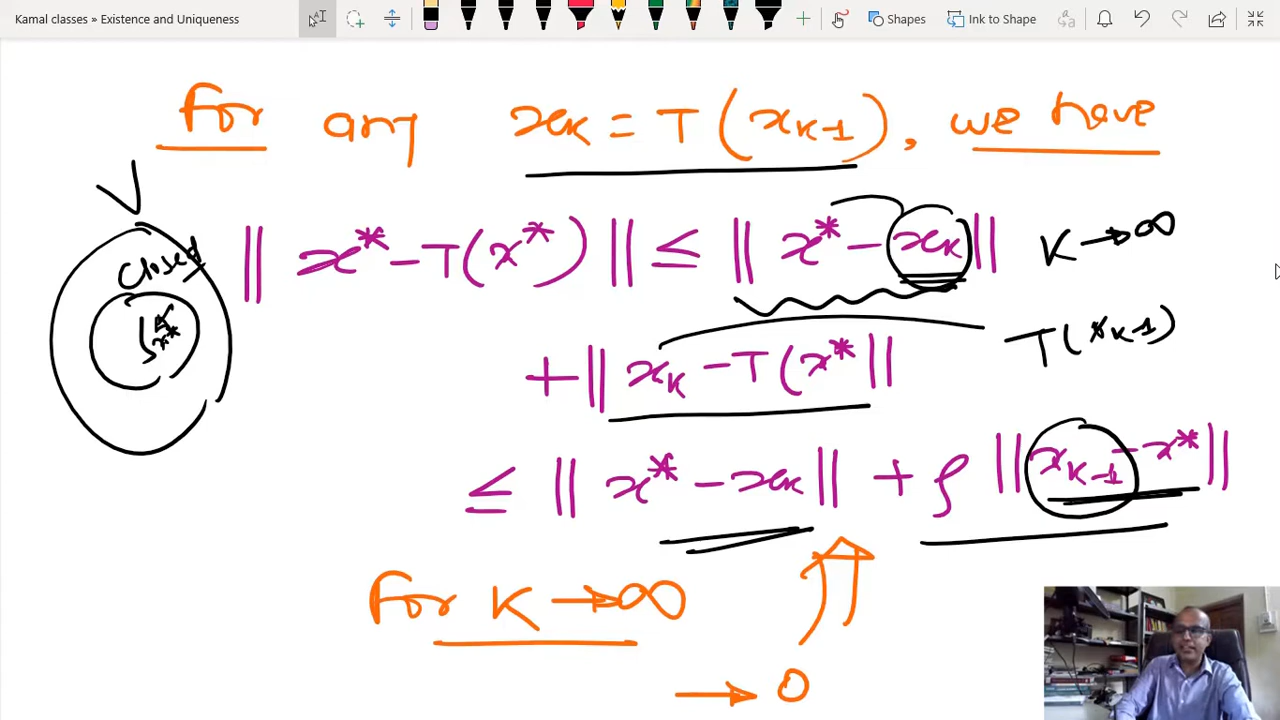 Kamal classes » Existence and Uniqueness
Shapes
Ink to Shape
For any xₖ = T(xₖ₋₁), we have
‖x* - T(x*)‖ ≤ ‖x* - xₖ‖ K → ∞
V
closed
x*
+ ‖xₖ - T(x*‖ T(xₖ₋₁)
≤ ‖x* - xₖ‖ + ρ ‖xₖ₋₁ - x*‖
For K → ∞
→ 0